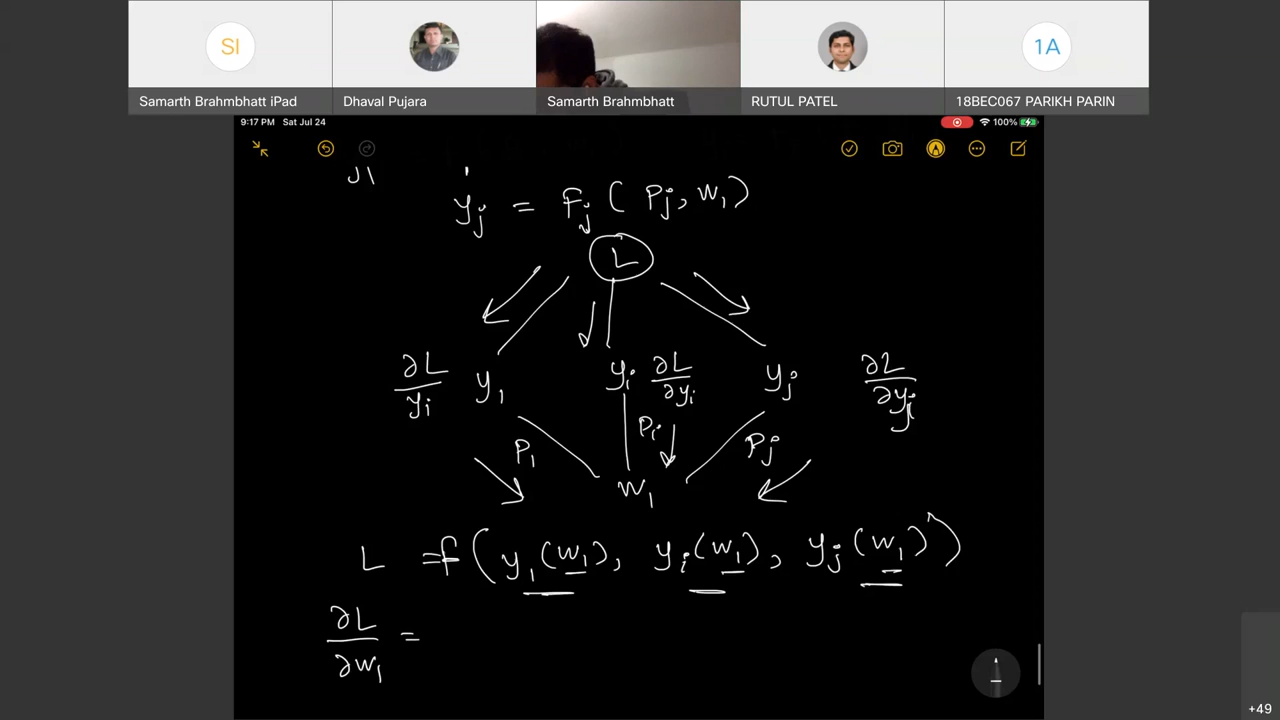 SI
1A
Samarth Brahmbhatt iPad
Dhaval Pujara
Samarth Brahmbhatt
RUTUL PATEL
18BEC067 PARIKH PARIN
9:17 PM Sat Jul 24
100%
yj = Fj ( Pj, w1)
L
∂L/yi y1 yi ∂L/∂yi yj ∂L/∂yj
P1 Pi Pj
w1
L = f( y1(w1), yi(w1), yj(w1))
∂L/∂w1 =
+49